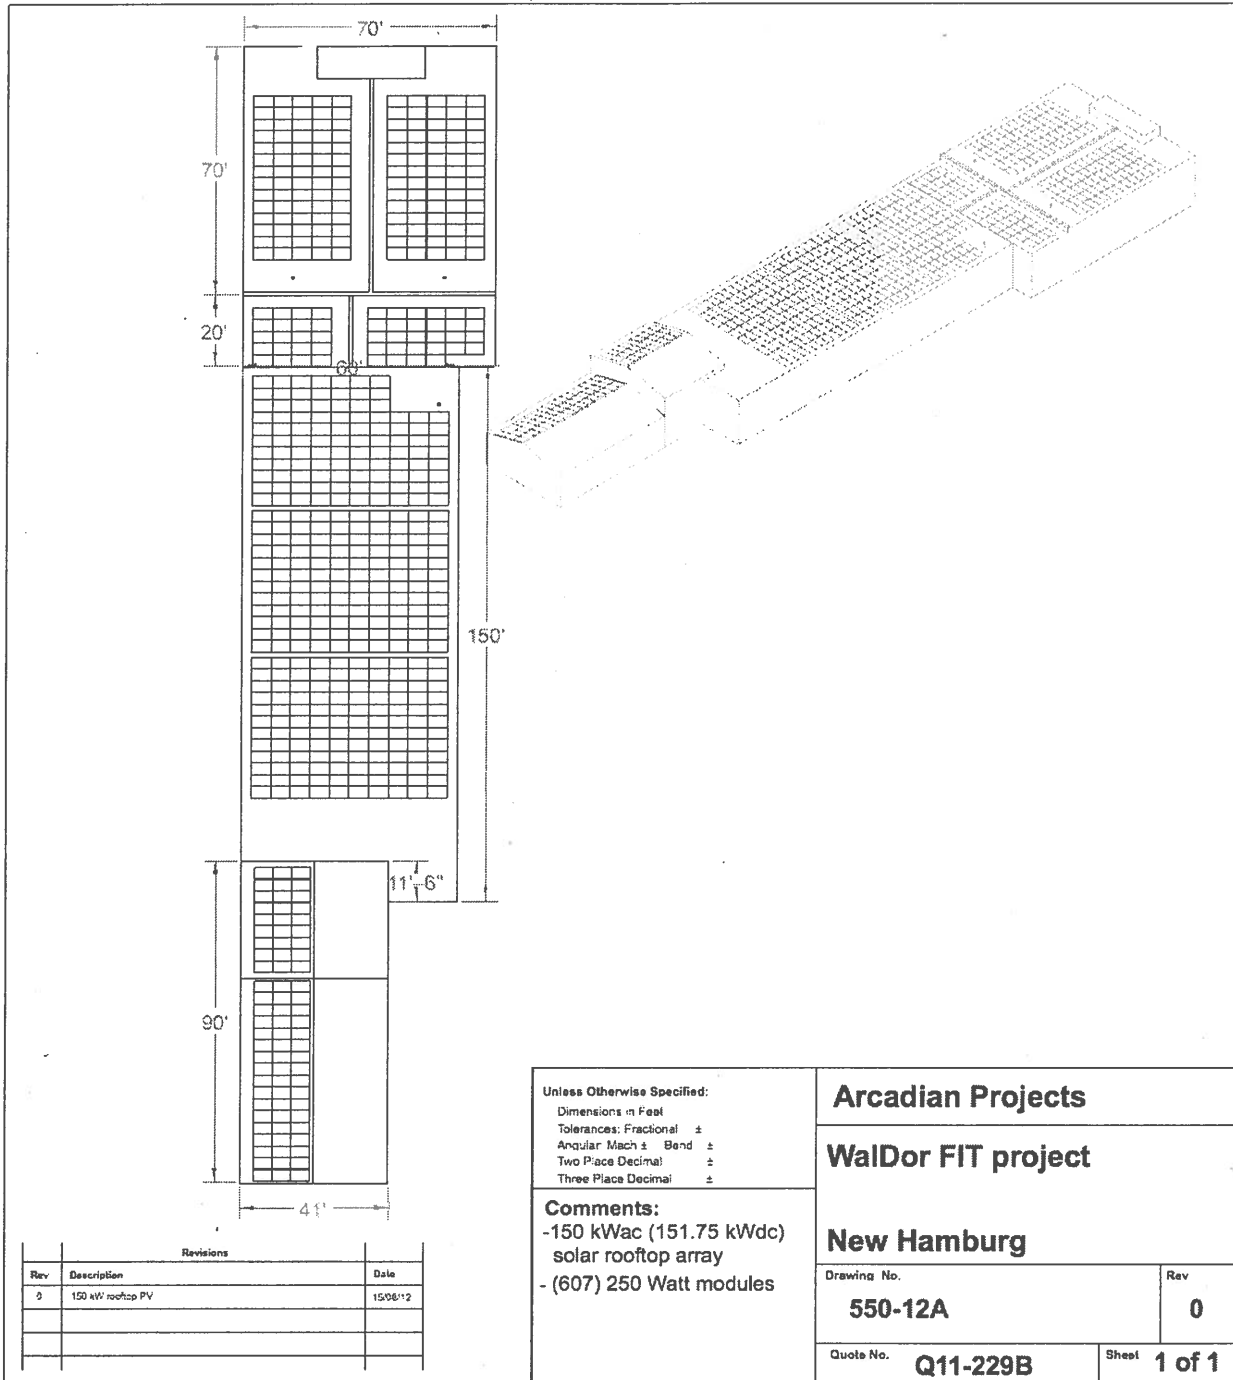 70'
70'
20'
60'
150'
11'-6"
90'
41'
Unless Otherwise Specified:
Dimensions in Feet
Tolerances: Fractional ±
Angular: Mach ± Bend ±
Two Place Decimal ±
Three Place Decimal ±
Comments:
-150 kWac (151.75 kWdc)
solar rooftop array
- (607) 250 Watt modules
Arcadian Projects
WalDor FIT project
New Hamburg
Drawing No.
550-12A
Rev
0
Quote No. Q11-229B
Sheet 1 of 1
Revisions
Rev Description Date
0 150 kW rooftop PV 15/08/12